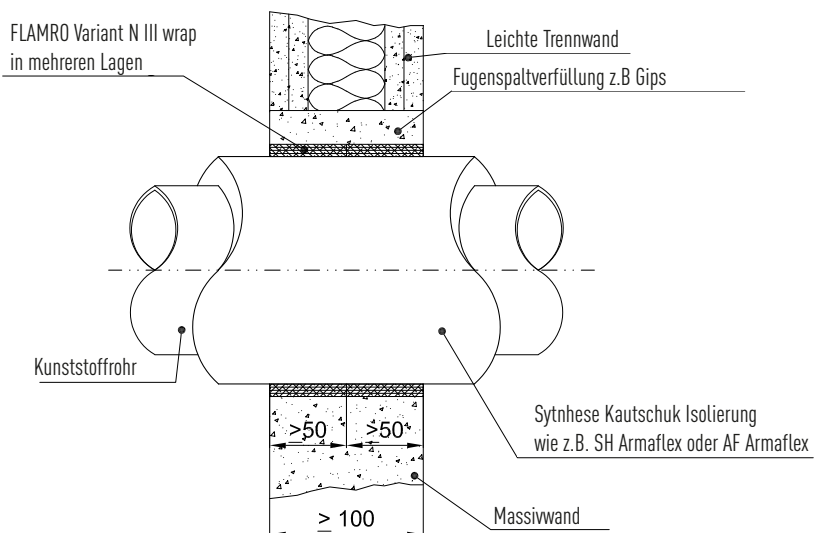 FLAMRO Variant N III wrap
in mehreren Lagen
Leichte Trennwand
Fugenspaltverfüllung z.B Gips
Kunststoffrohr
Sytnhese Kautschuk Isolierung
wie z.B. SH Armaflex oder AF Armaflex
≥50 ≥50
≥ 100
Massivwand